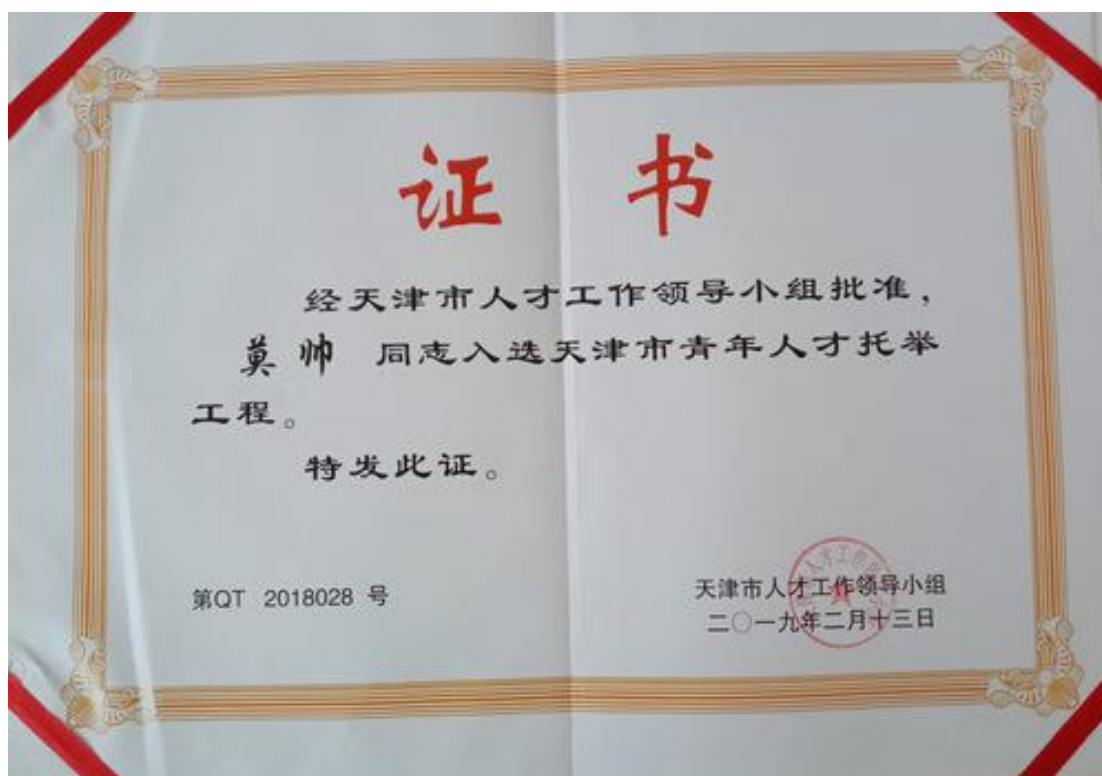 证 书
经天津市人才工作领导小组批准，
莫帅 同志入选天津市青年人才托举
工程。
特发此证。
第QT 2018028 号
天津市人才工作领导小组
二〇一九年二月十三日